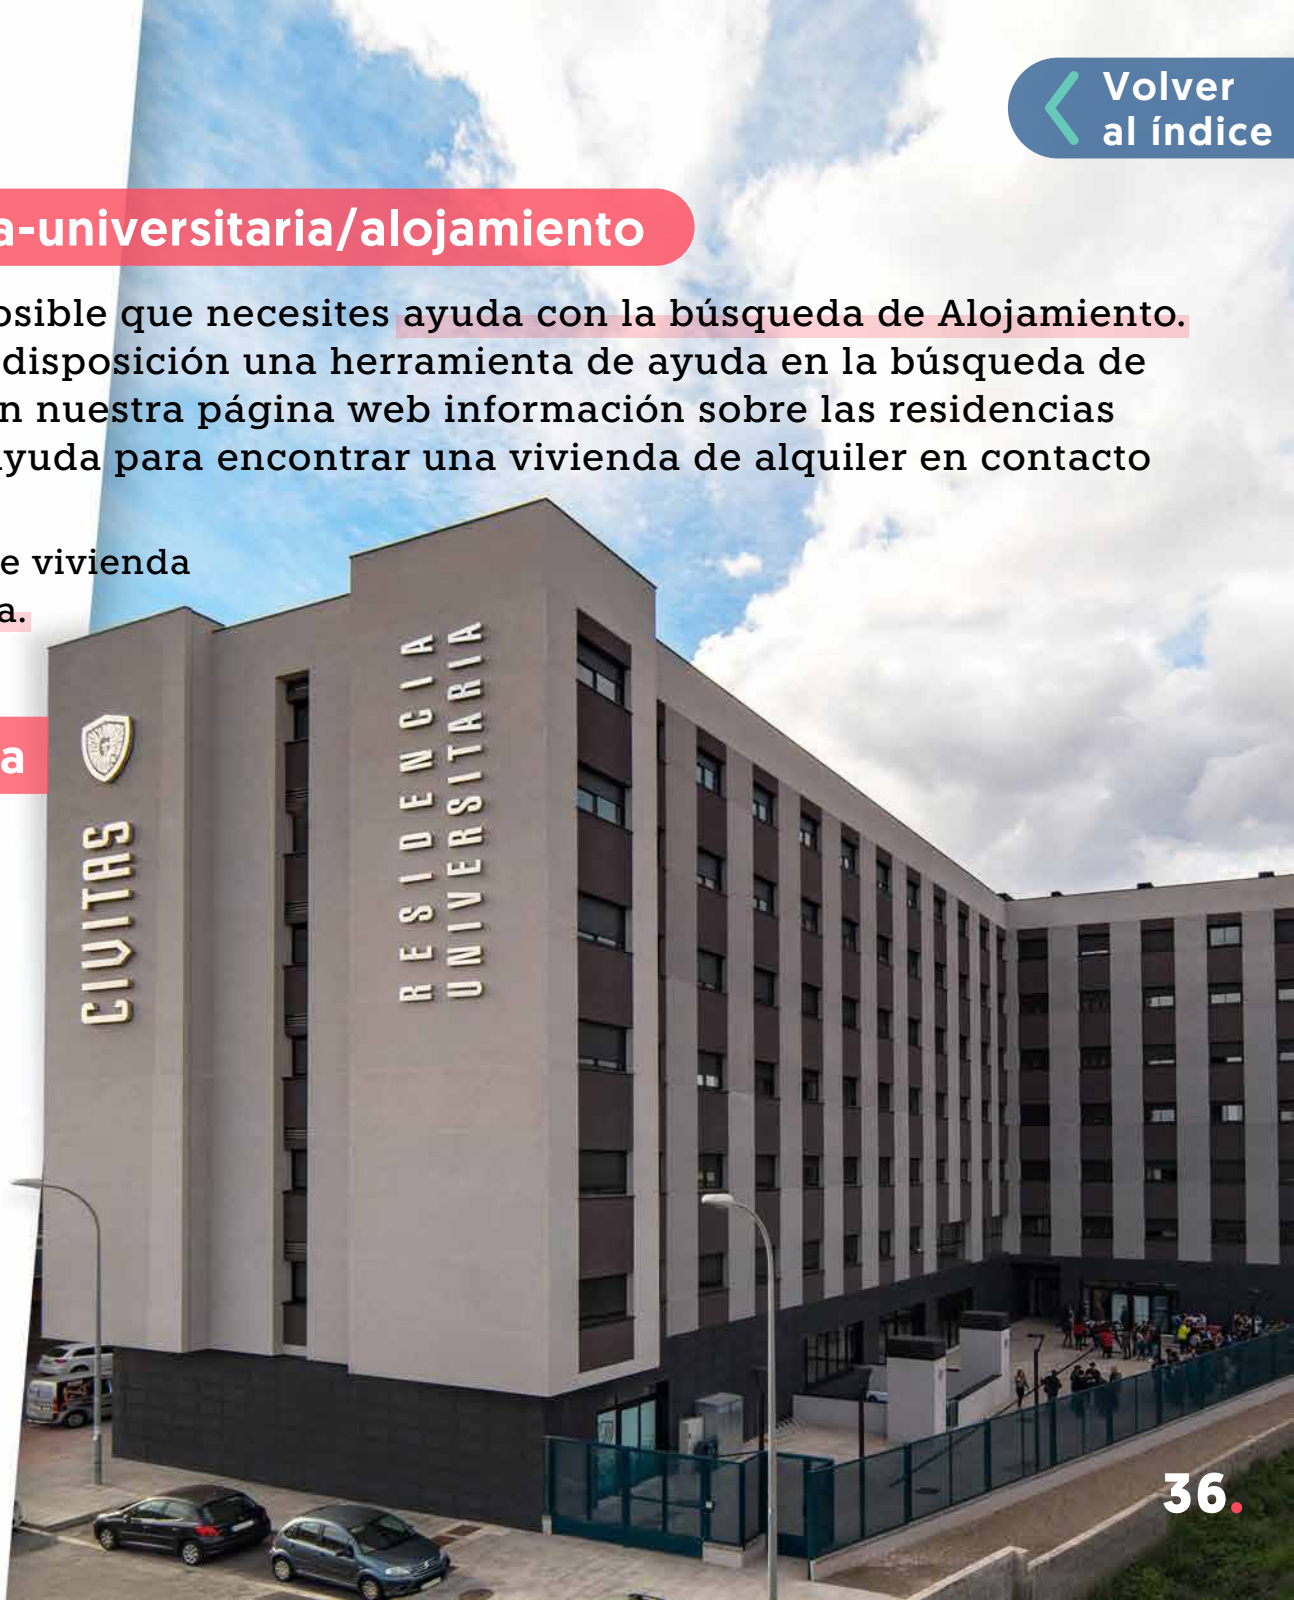 Volver
al índice
a-universitaria/alojamiento
osible que necesites ayuda con la búsqueda de Alojamiento.
disposición una herramienta de ayuda en la búsqueda de
n nuestra página web información sobre las residencias
yuda para encontrar una vivienda de alquiler en contacto
e vivienda
a.
a
CIVITAS
RESIDENCIA
UNIVERSITARIA
36.